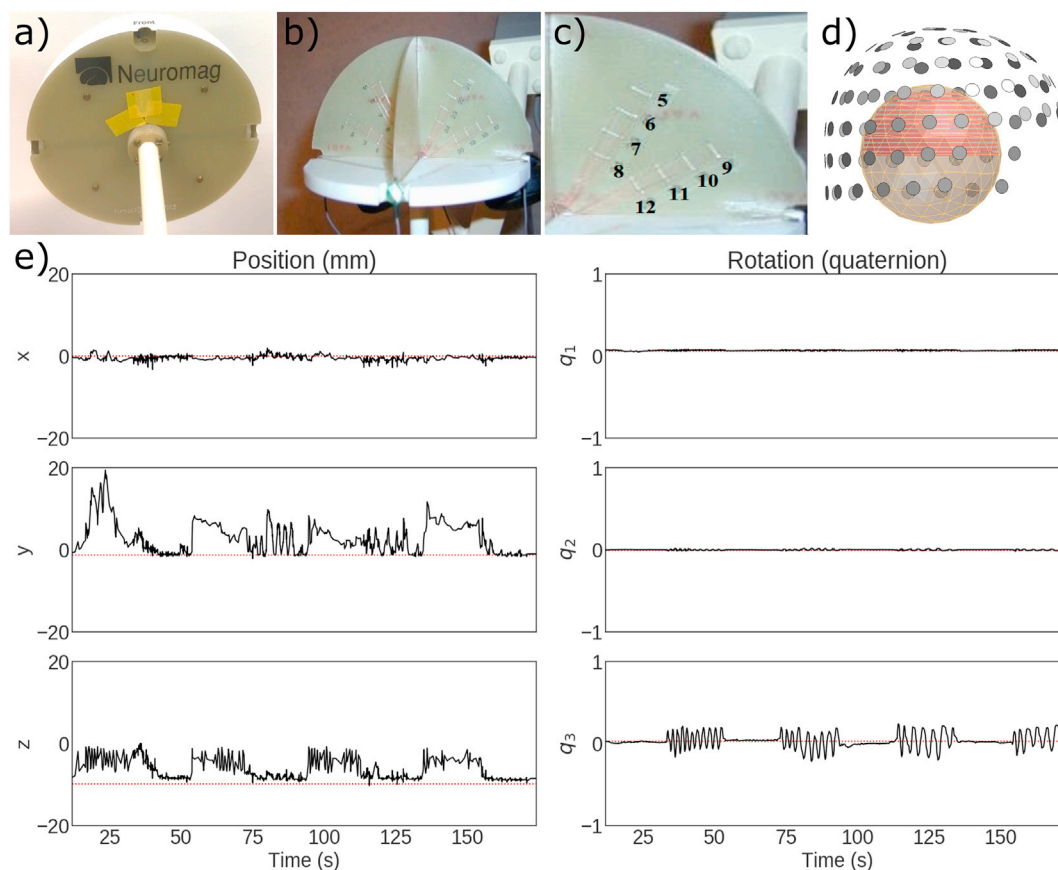 a)
Front
Neuromag
b)
c)
5
6
7
8
9
10
11
12
d)
e)
Position (mm)
Rotation (quaternion)
20
x
0
−20
1
q1
0
−1
20
y
0
−20
1
q2
0
−1
20
z
0
−20
1
q3
0
−1
25 50 75 100 125 150
25 50 75 100 125 150
Time (s)
Time (s)